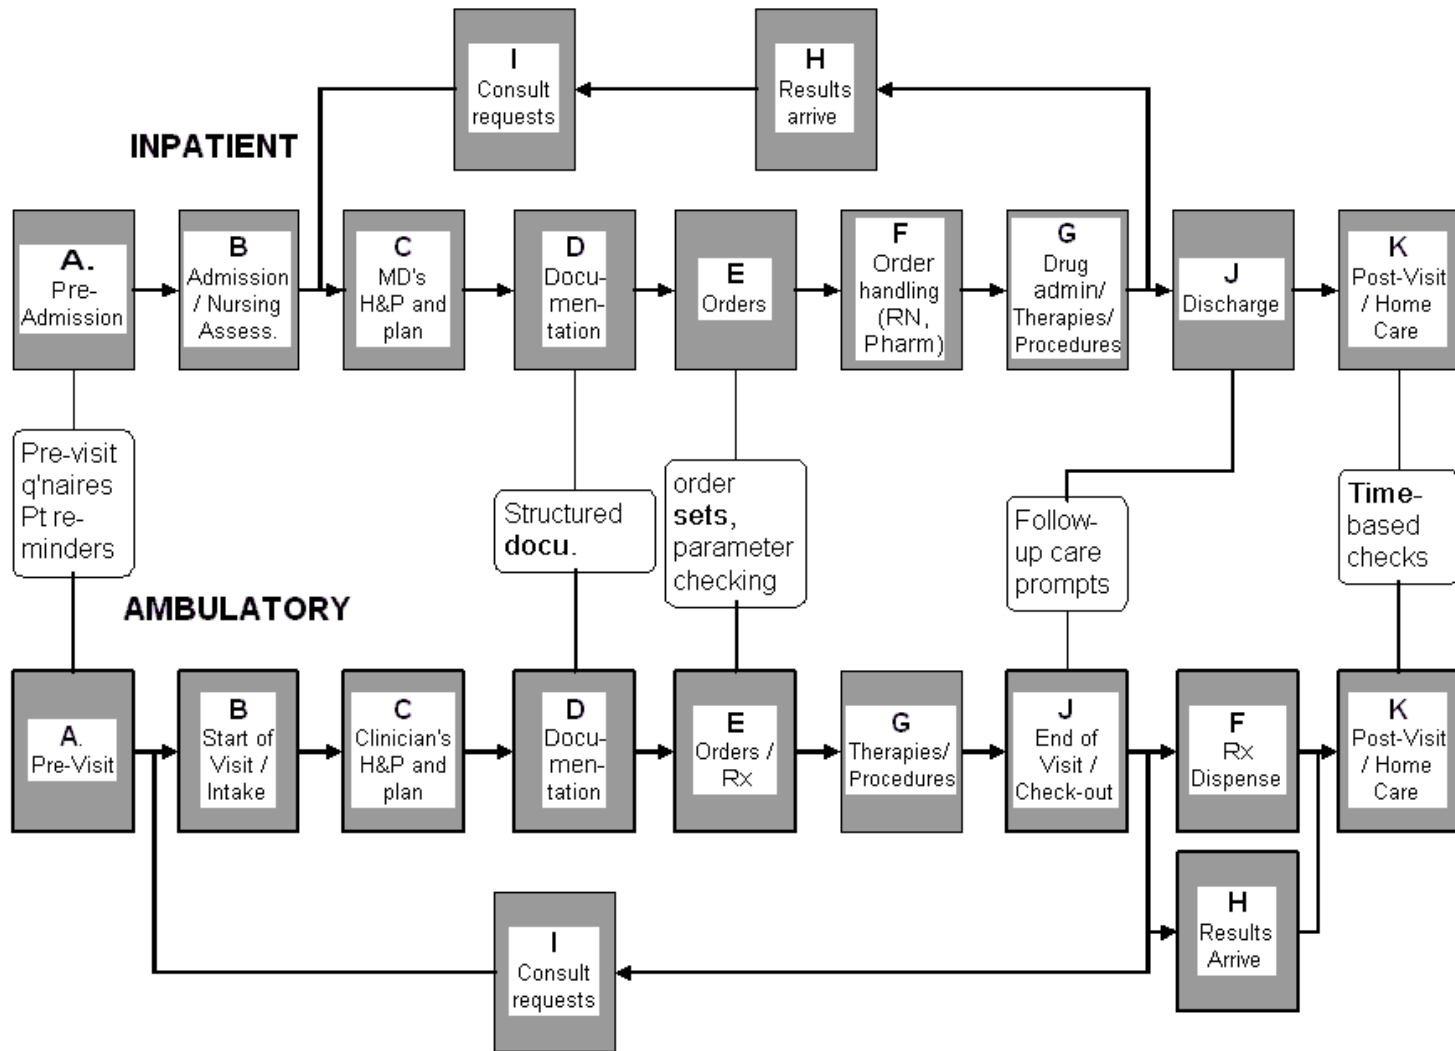 I
Consult
requests
H
Results
arrive
INPATIENT
A.
Pre-
Admission
B
Admission
/ Nursing
Assess.
C
MD's
H&P and
plan
D
Docu-
men-
tation
E
Orders
F
Order
handling
(RN,
Pharm)
G
Drug
admin/
Therapies/
Procedures
J
Discharge
K
Post-Visit
/ Home
Care
Pre-visit
q'naires
Pt re-
minders
Structured
docu.
order
sets,
parameter
checking
Follow-
up care
prompts
Time-
based
checks
AMBULATORY
A.
Pre-Visit
B
Start of
Visit /
Intake
C
Clinician's
H&P and
plan
D
Docu-
men-
tation
E
Orders /
Rx
G
Therapies/
Procedures
J
End of
Visit /
Check-out
F
Rx
Dispense
K
Post-Visit
/ Home
Care
I
Consult
requests
H
Results
Arrive